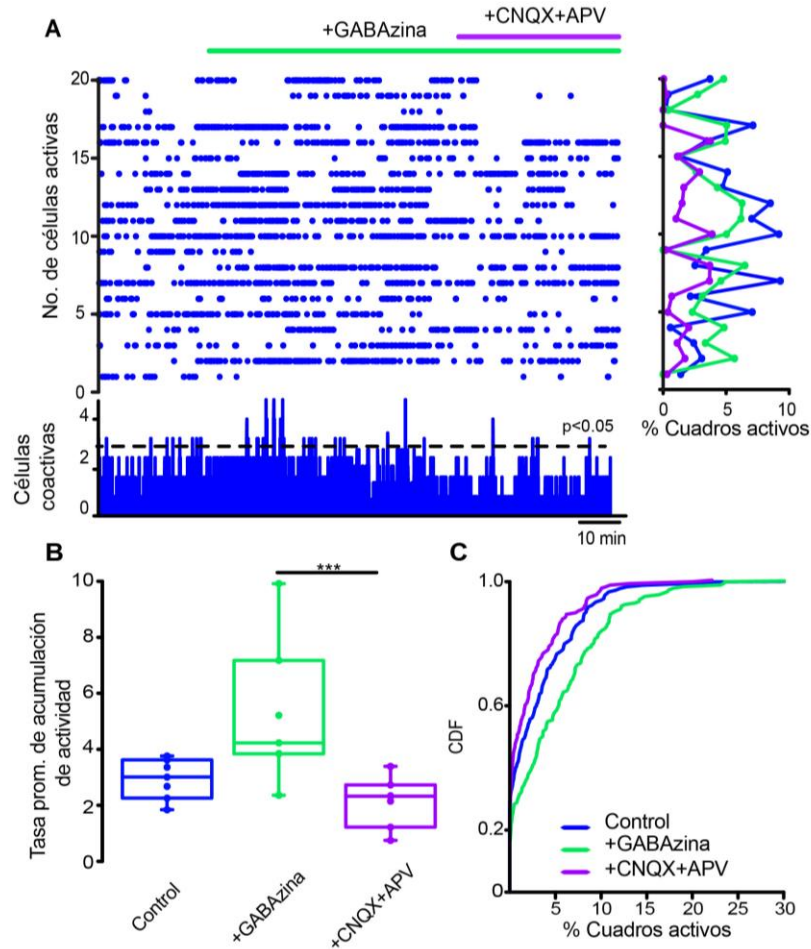 A
+GABAzina
+CNQX+APV
No. de células activas
20
15
10
5
0
0 5 10
% Cuadros activos
Células
coactivas
4
2
0
p<0.05
10 min
B
***
Tasa prom. de acumulación
de actividad
10
8
6
4
2
0
Control
+GABAzina
+CNQX+APV
C
CDF
1.0
0.6
0.2
0
5 10 15 20 25 30
% Cuadros activos
Control
+GABAzina
+CNQX+APV